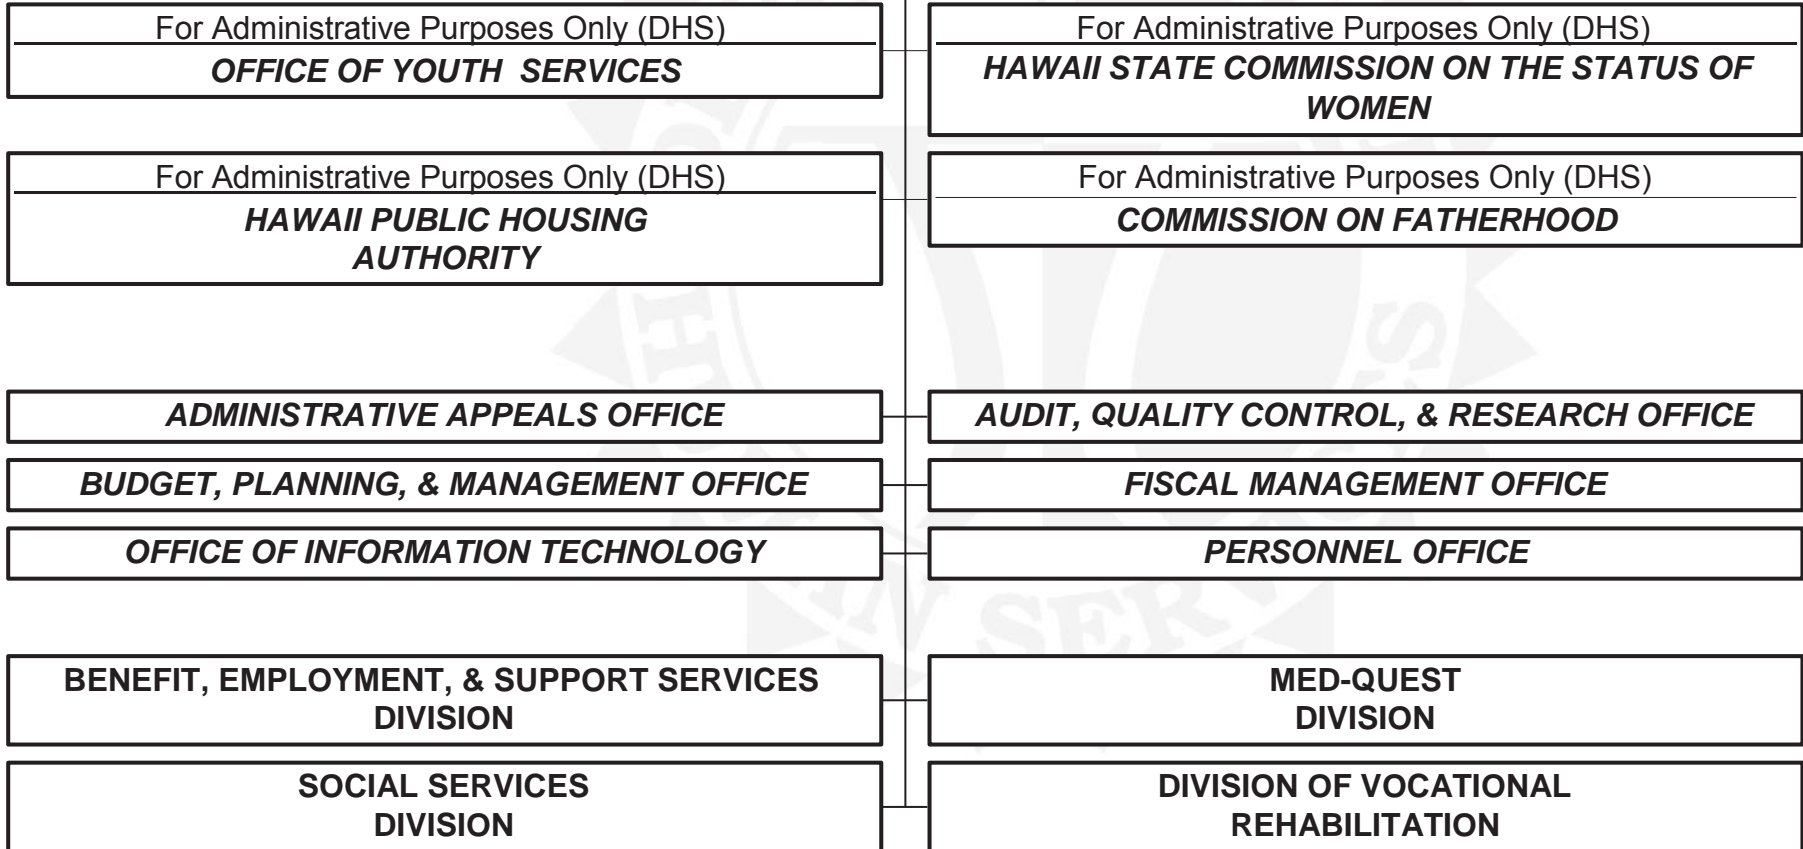 For Administrative Purposes Only (DHS)
OFFICE OF YOUTH SERVICES
For Administrative Purposes Only (DHS)
HAWAII STATE COMMISSION ON THE STATUS OF
WOMEN
For Administrative Purposes Only (DHS)
HAWAII PUBLIC HOUSING
AUTHORITY
For Administrative Purposes Only (DHS)
COMMISSION ON FATHERHOOD
ADMINISTRATIVE APPEALS OFFICE
AUDIT, QUALITY CONTROL, & RESEARCH OFFICE
BUDGET, PLANNING, & MANAGEMENT OFFICE
FISCAL MANAGEMENT OFFICE
OFFICE OF INFORMATION TECHNOLOGY
PERSONNEL OFFICE
BENEFIT, EMPLOYMENT, & SUPPORT SERVICES
DIVISION
MED-QUEST
DIVISION
SOCIAL SERVICES
DIVISION
DIVISION OF VOCATIONAL
REHABILITATION